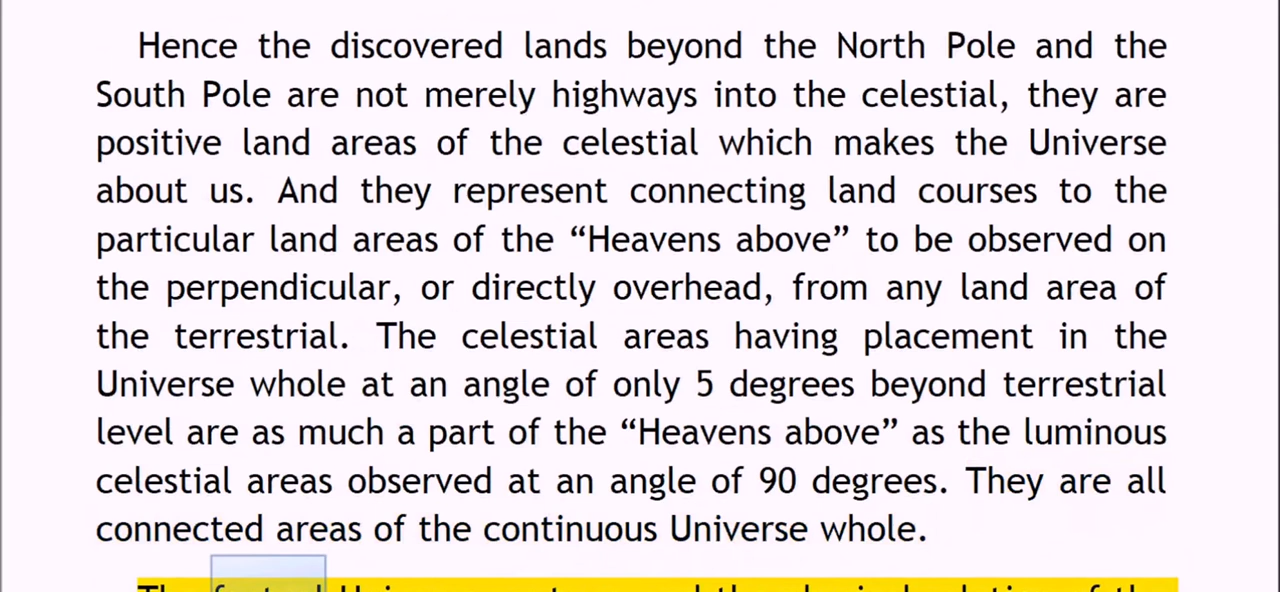 Hence the discovered lands beyond the North Pole and the
South Pole are not merely highways into the celestial, they are
positive land areas of the celestial which makes the Universe
about us. And they represent connecting land courses to the
particular land areas of the “Heavens above” to be observed on
the perpendicular, or directly overhead, from any land area of
the terrestrial. The celestial areas having placement in the
Universe whole at an angle of only 5 degrees beyond terrestrial
level are as much a part of the “Heavens above” as the luminous
celestial areas observed at an angle of 90 degrees. They are all
connected areas of the continuous Universe whole.
The